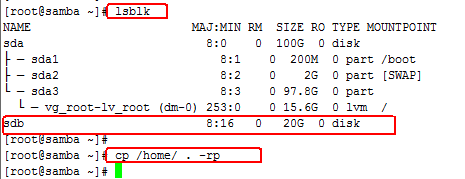 [root@samba ~]# lsblk
NAME MAJ:MIN RM SIZE RO TYPE MOUNTPOINT
sda 8:0 0 100G 0 disk
├─sda1 8:1 0 200M 0 part /boot
├─sda2 8:2 0 2G 0 part [SWAP]
└─sda3 8:3 0 97.8G 0 part
└─vg_root-lv_root (dm-0) 253:0 0 15.6G 0 lvm /
sdb 8:16 0 20G 0 disk
[root@samba ~]#
[root@samba ~]# cp /home/ . -rp
[root@samba ~]#